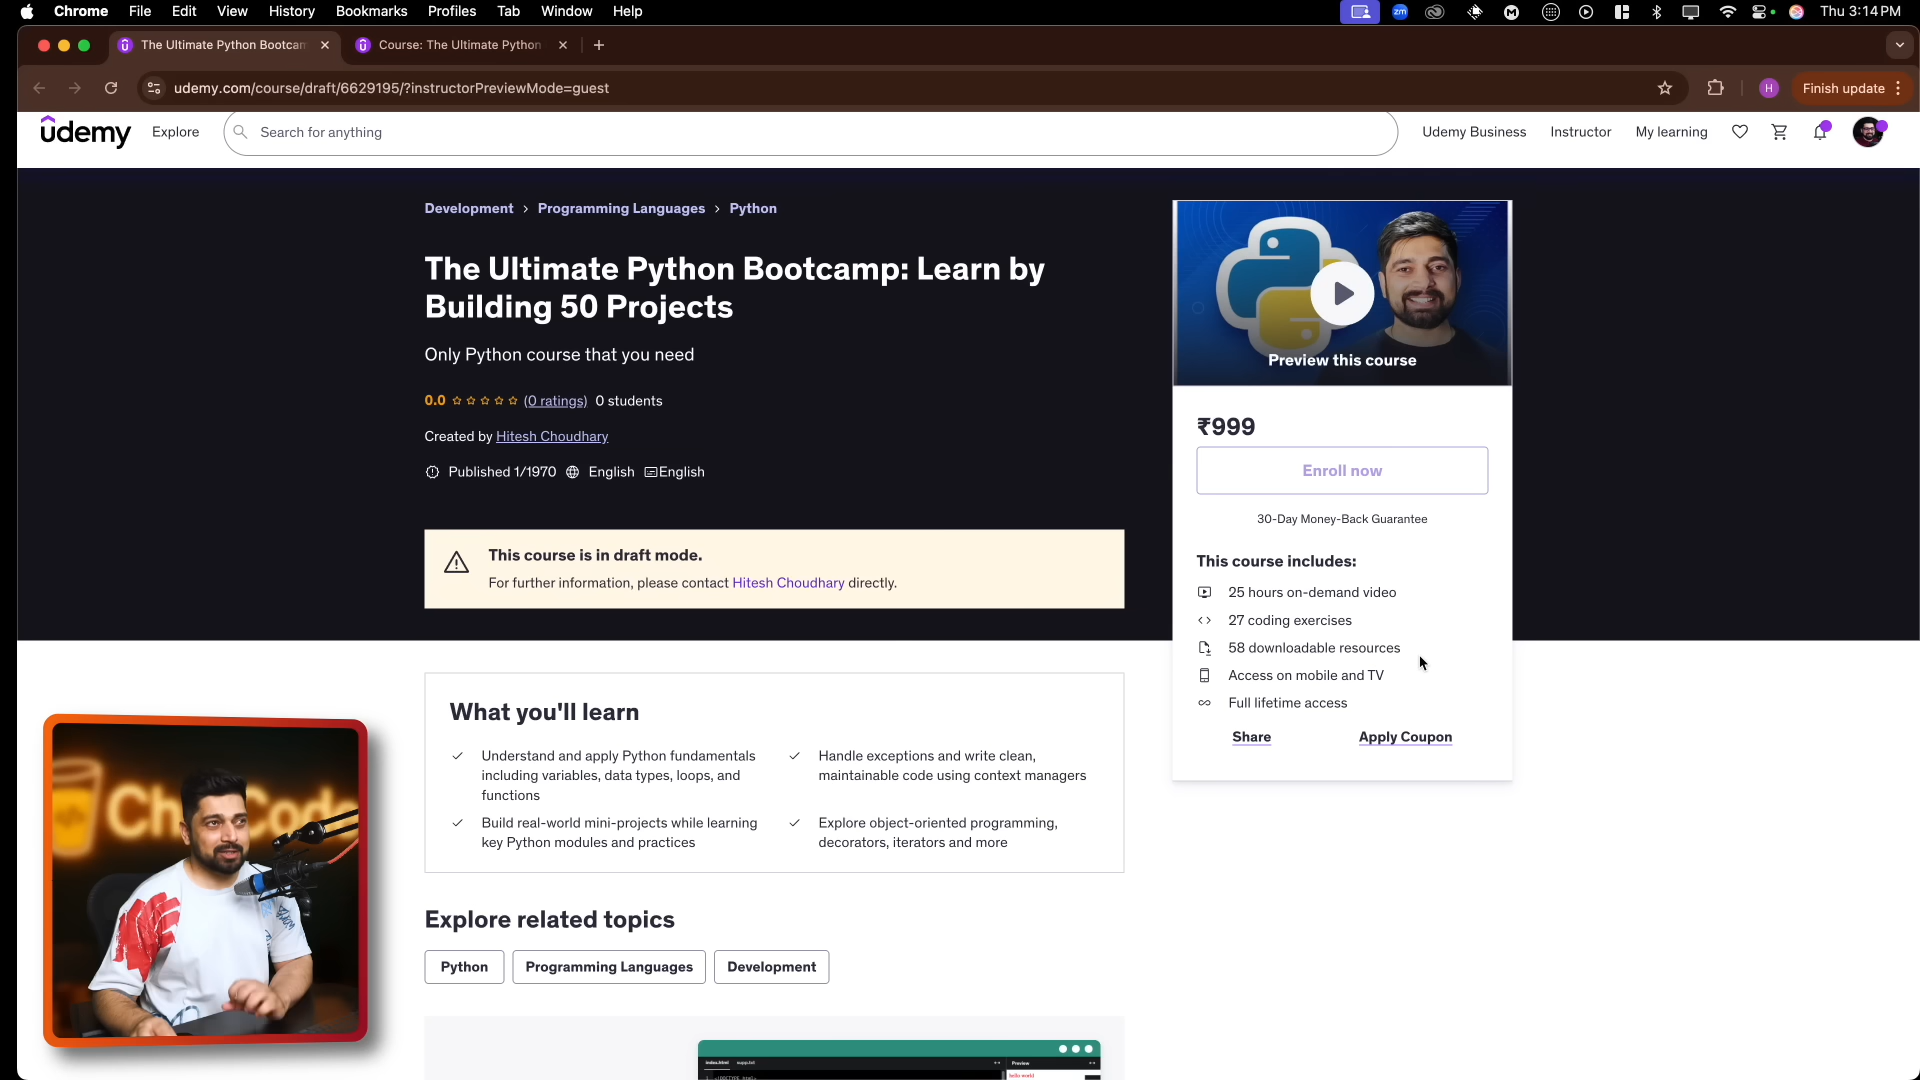 Chrome File Edit View History Bookmarks Profiles Tab Window Help
zm
Thu 3:14 PM
The Ultimate Python Bootcam
Course: The Ultimate Python
udemy.com/course/draft/6629195/?instructorPreviewMode=guest
H
Finish update
udemy
Explore
Search for anything
Udemy Business
Instructor
My learning
Development > Programming Languages > Python
The Ultimate Python Bootcamp: Learn by
Building 50 Projects
Only Python course that you need
0.0 (0 ratings) 0 students
Created by Hitesh Choudhary
Published 1/1970 English English
This course is in draft mode.
For further information, please contact Hitesh Choudhary directly.
Preview this course
₹999
Enroll now
30-Day Money-Back Guarantee
This course includes:
25 hours on-demand video
27 coding exercises
58 downloadable resources
Access on mobile and TV
Full lifetime access
Share
Apply Coupon
What you'll learn
Understand and apply Python fundamentals
including variables, data types, loops, and
functions
Handle exceptions and write clean,
maintainable code using context managers
Build real-world mini-projects while learning
key Python modules and practices
Explore object-oriented programming,
decorators, iterators and more
Explore related topics
Python
Programming Languages
Development
index.html
Preview
hello world